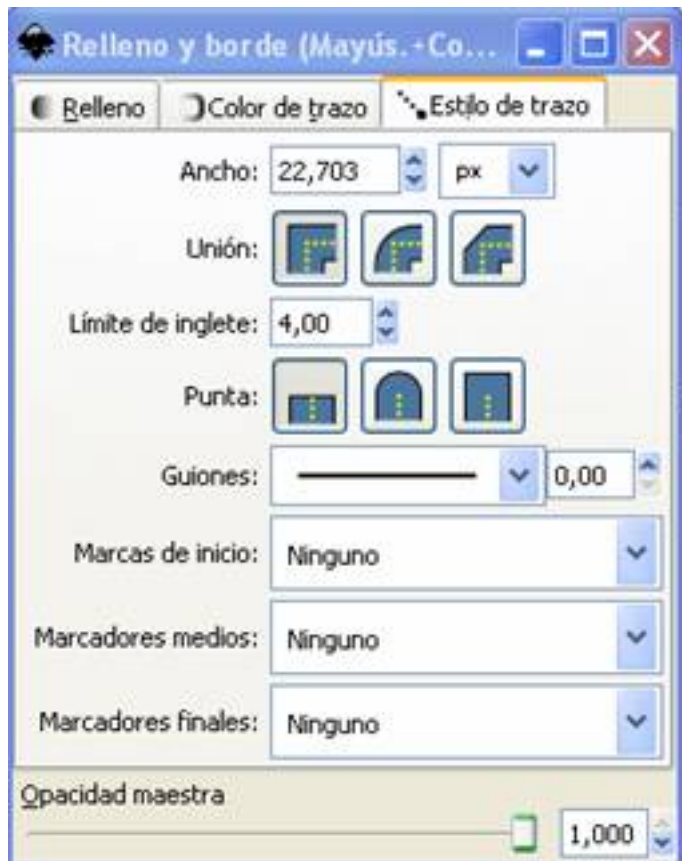 Relleno y borde (Mayús.+Co...
Relleno Color de trazo Estilo de trazo
Ancho: 22,703 px
Unión:
Límite de inglete: 4,00
Punta:
Guiones: 0,00
Marcas de inicio: Ninguno
Marcadores medios: Ninguno
Marcadores finales: Ninguno
Opacidad maestra
1,000